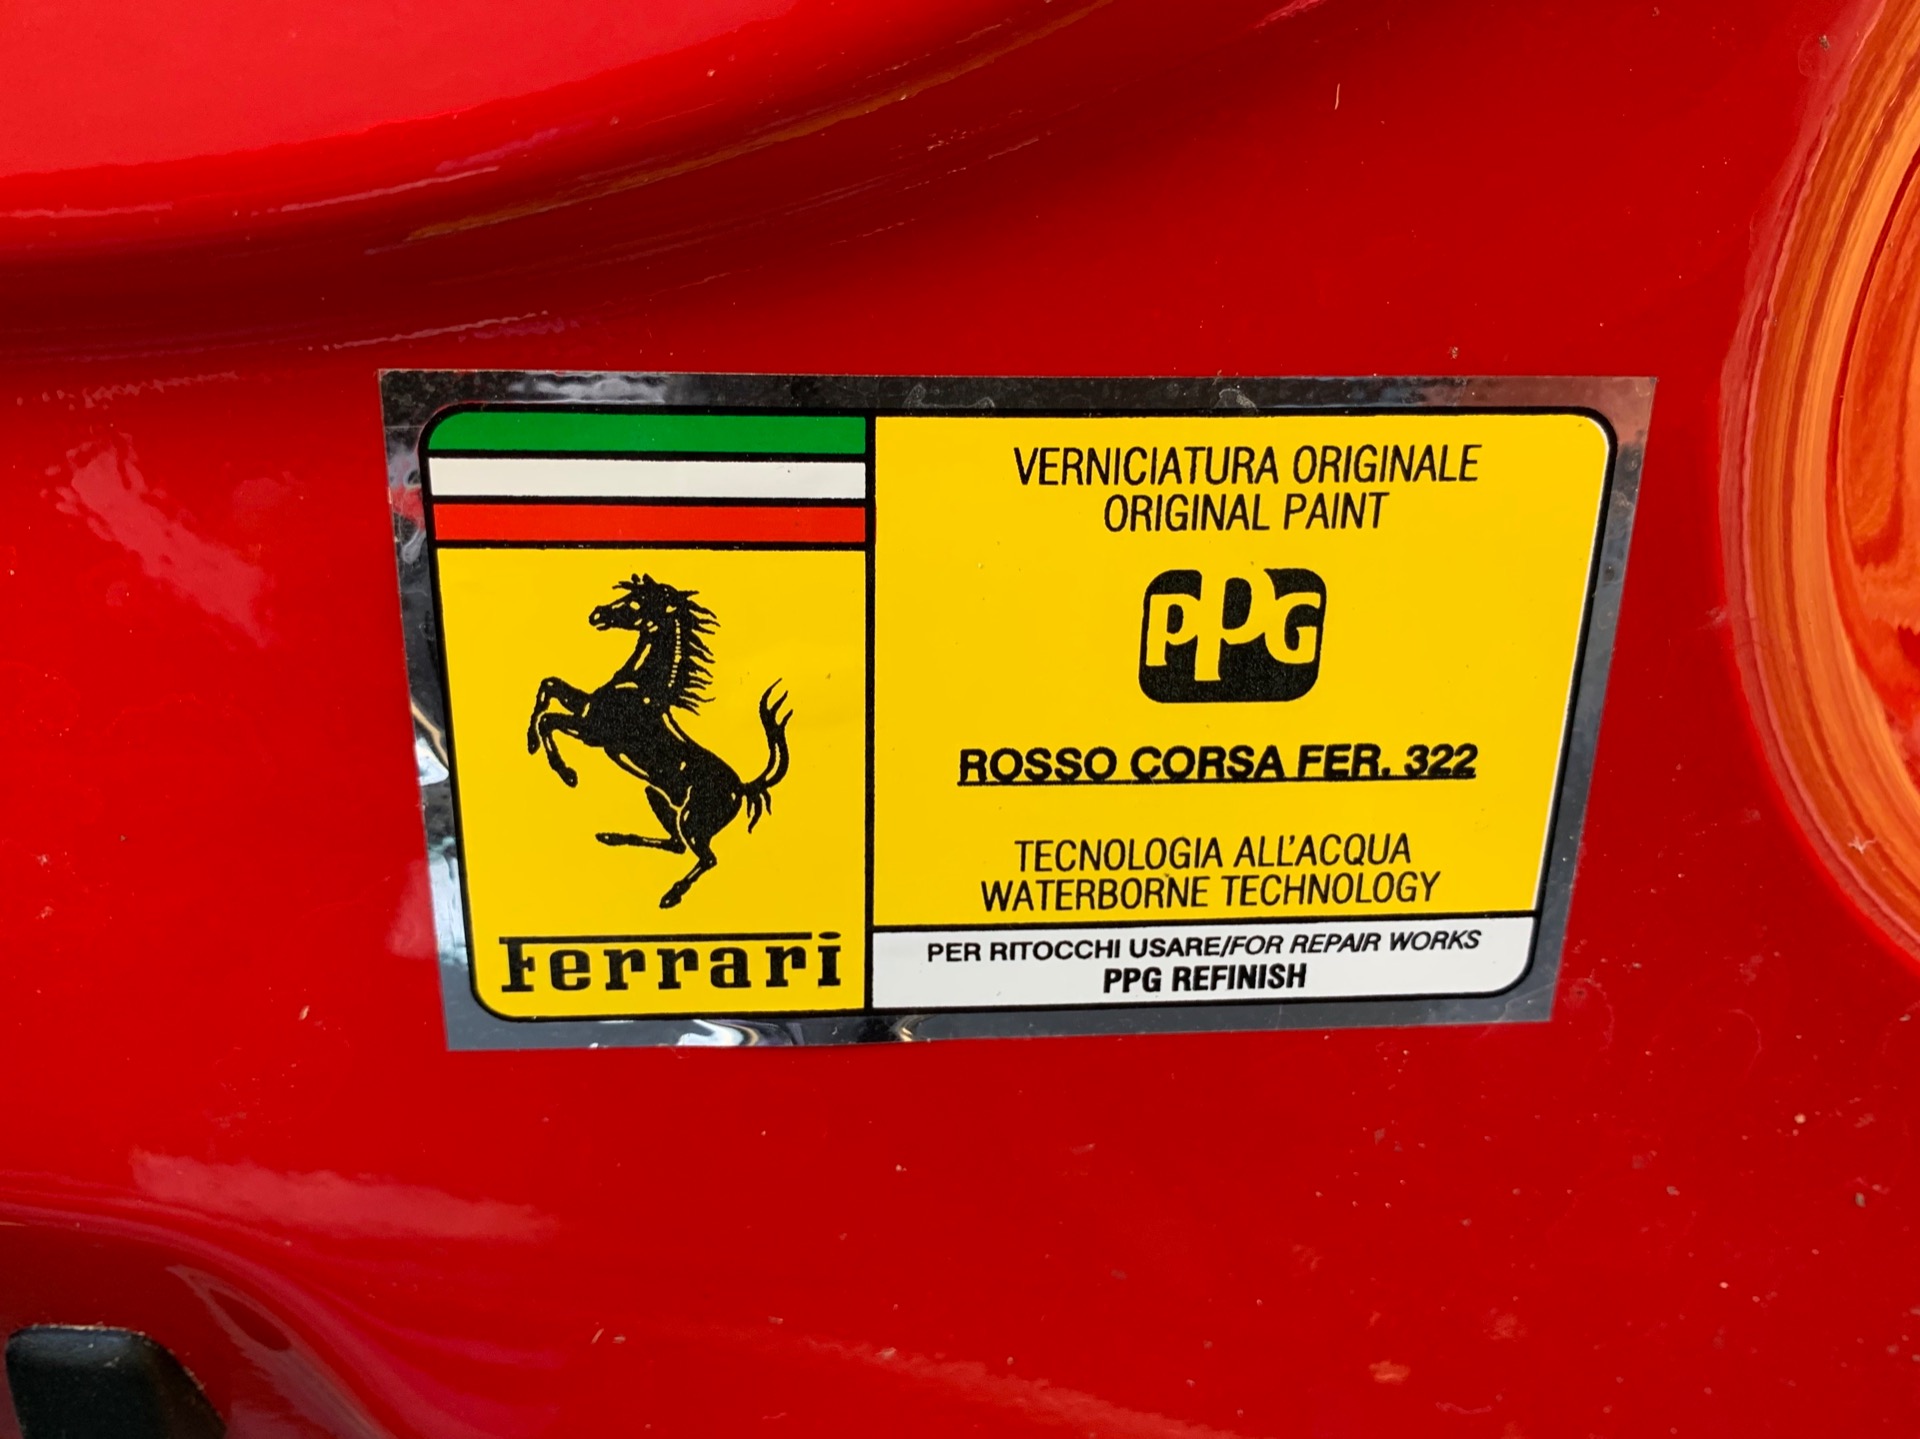 VERNICIATURA ORIGINALE
ORIGINAL PAINT
PPG
ROSSO CORSA FER. 322
TECNOLOGIA ALL'ACQUA
WATERBORNE TECHNOLOGY
PER RITOCCHI USARE/FOR REPAIR WORKS
PPG REFINISH
Ferrari